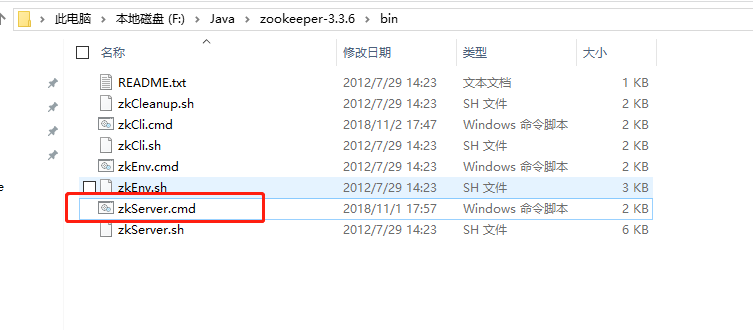 此电脑 > 本地磁盘 (F:) > Java > zookeeper-3.3.6 > bin
名称 修改日期 类型 大小
README.txt 2012/7/29 14:23 文本文档 1 KB
zkCleanup.sh 2012/7/29 14:23 SH 文件 2 KB
zkCli.cmd 2018/11/2 17:47 Windows 命令脚本 2 KB
zkCli.sh 2012/7/29 14:23 SH 文件 2 KB
zkEnv.cmd 2012/7/29 14:23 Windows 命令脚本 2 KB
zkEnv.sh 2012/7/29 14:23 SH 文件 3 KB
zkServer.cmd 2018/11/1 17:57 Windows 命令脚本 2 KB
zkServer.sh 2012/7/29 14:23 SH 文件 6 KB